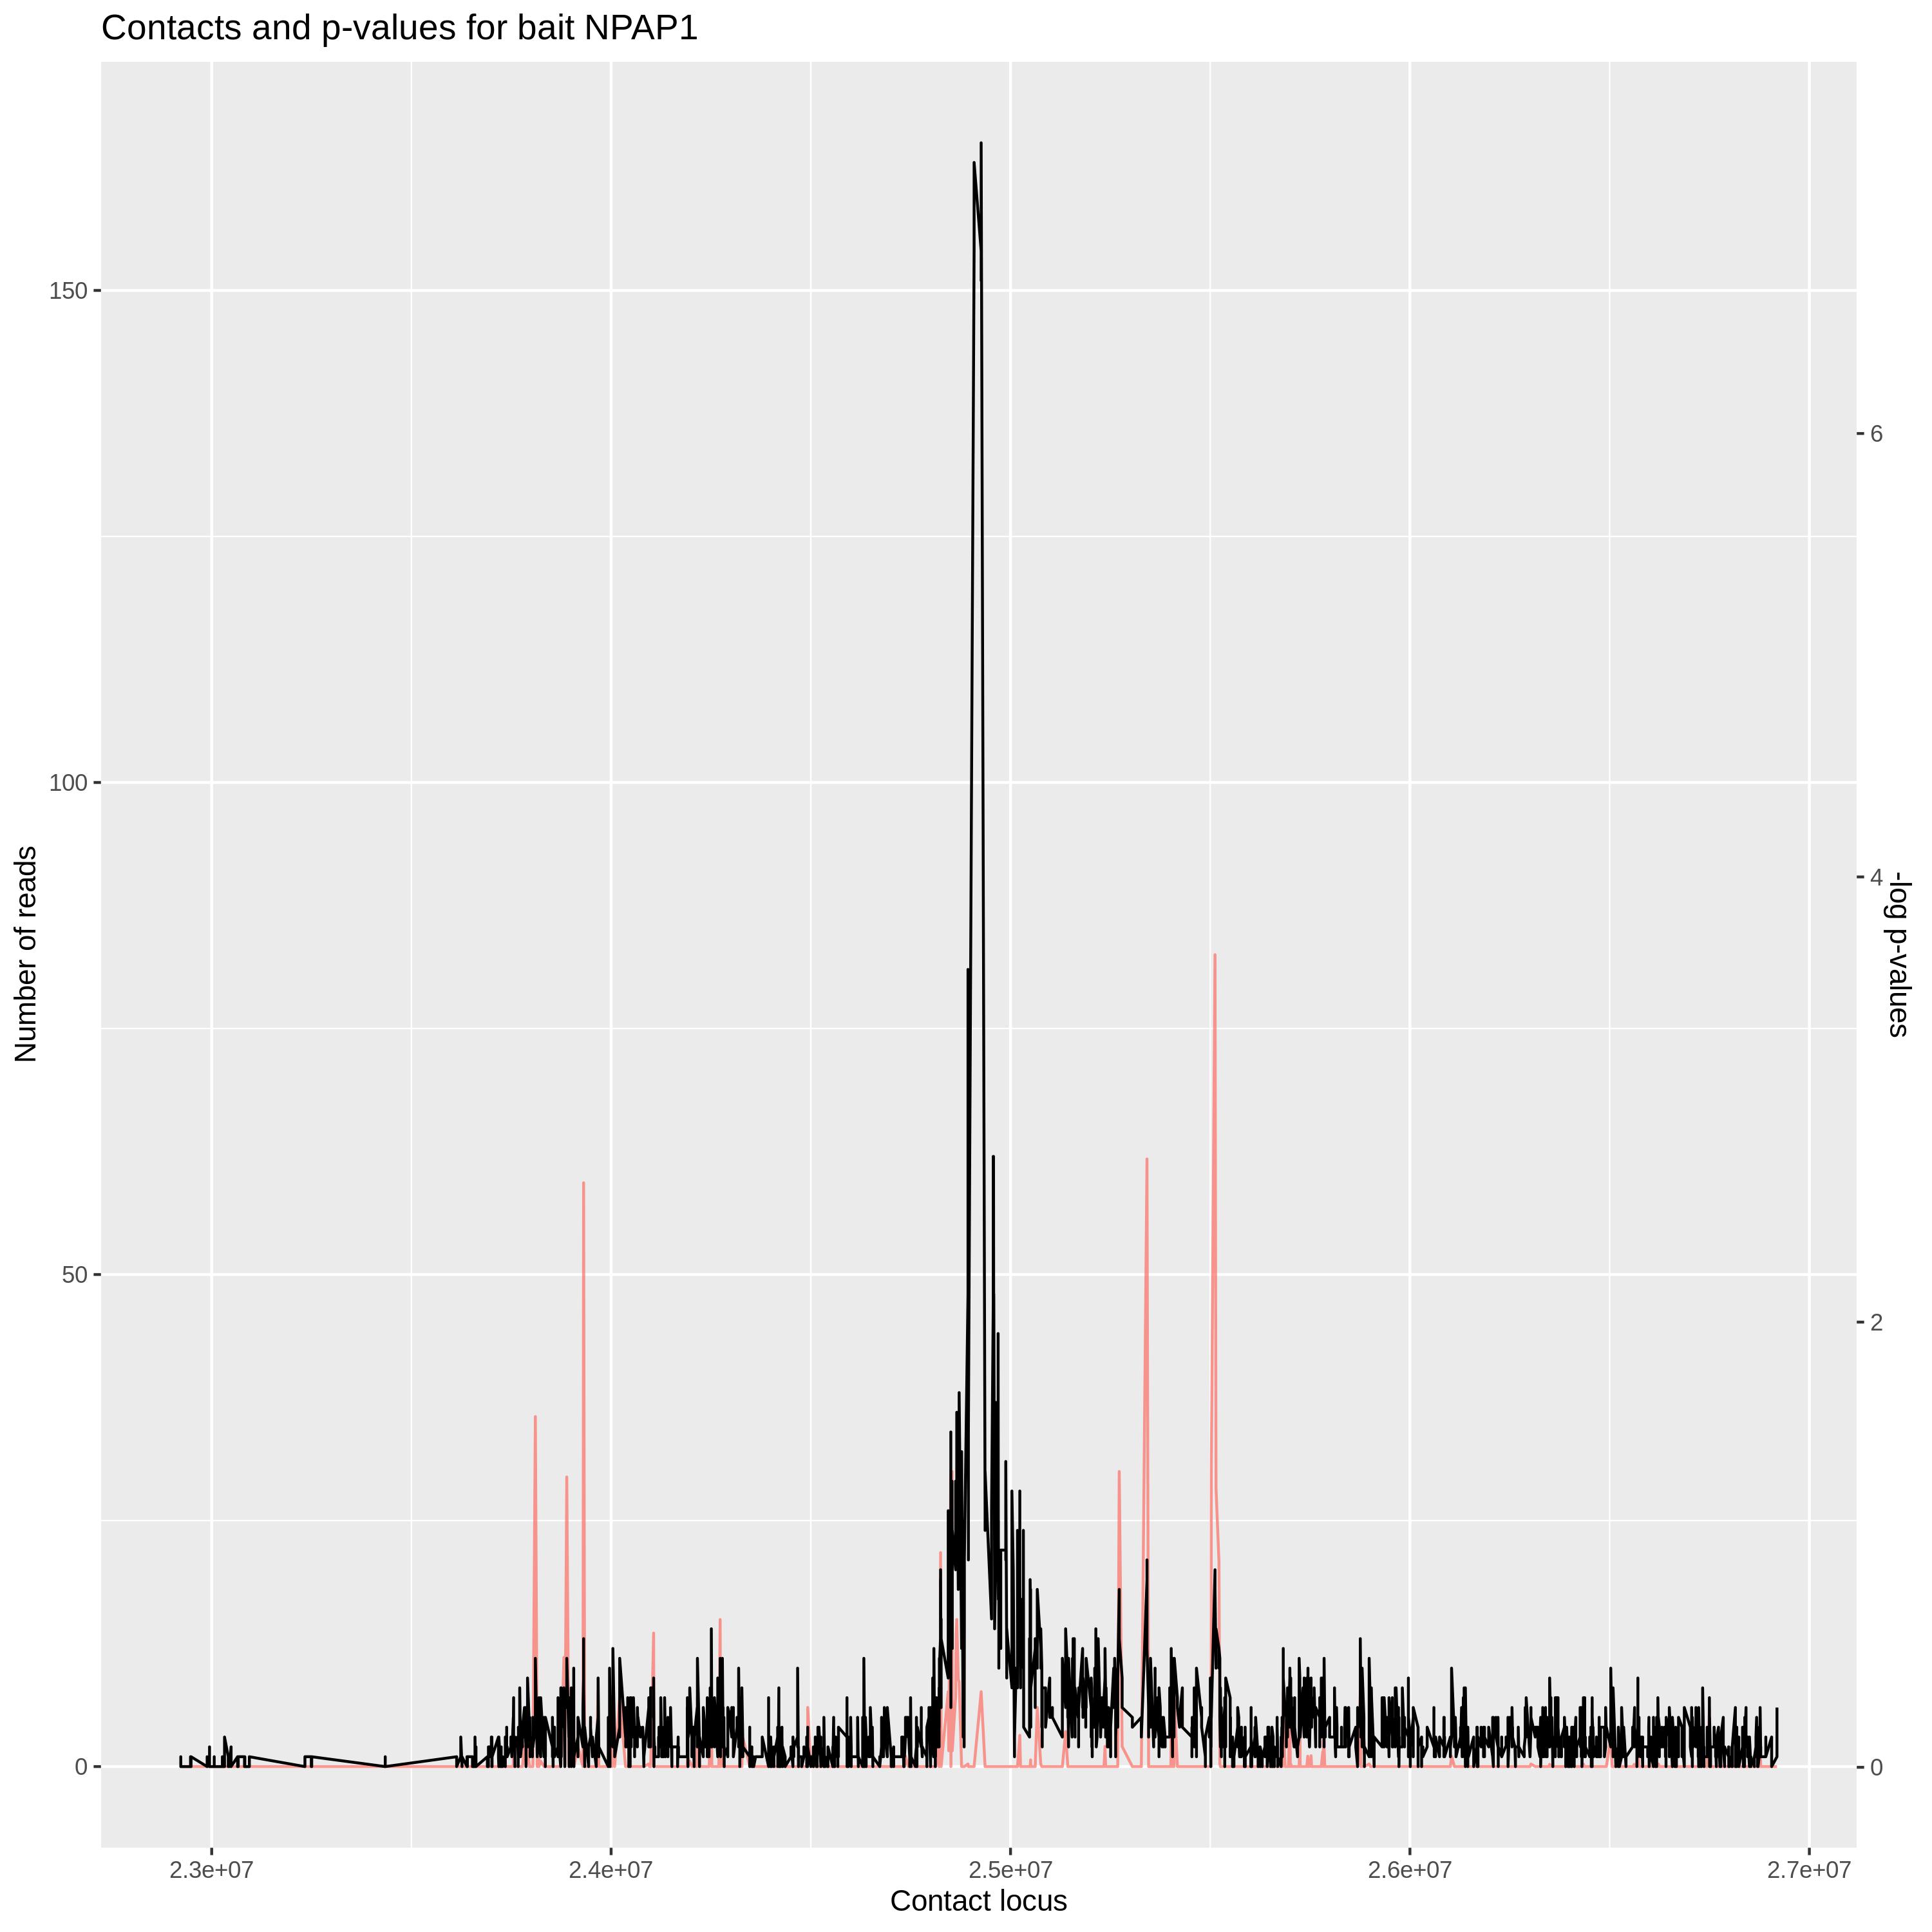 Contacts and p-values for bait NPAP1
150
100
50
0
Number of reads
6
4
2
0
-log p-values
2.3e+07
2.4e+07
2.5e+07
2.6e+07
2.7e+07
Contact locus